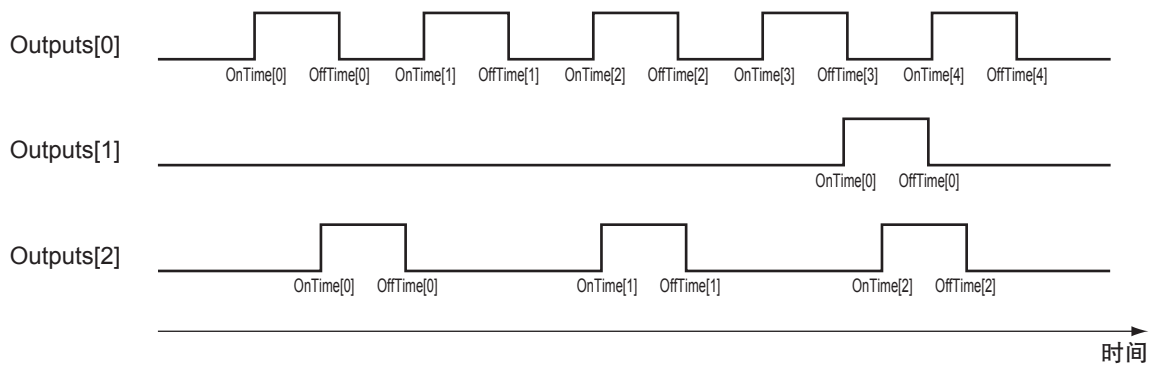 Outputs[0]
OnTime[0] OffTime[0] OnTime[1] OffTime[1] OnTime[2] OffTime[2] OnTime[3] OffTime[3] OnTime[4] OffTime[4]
Outputs[1]
OnTime[0] OffTime[0]
Outputs[2]
OnTime[0] OffTime[0] OnTime[1] OffTime[1] OnTime[2] OffTime[2]
时间